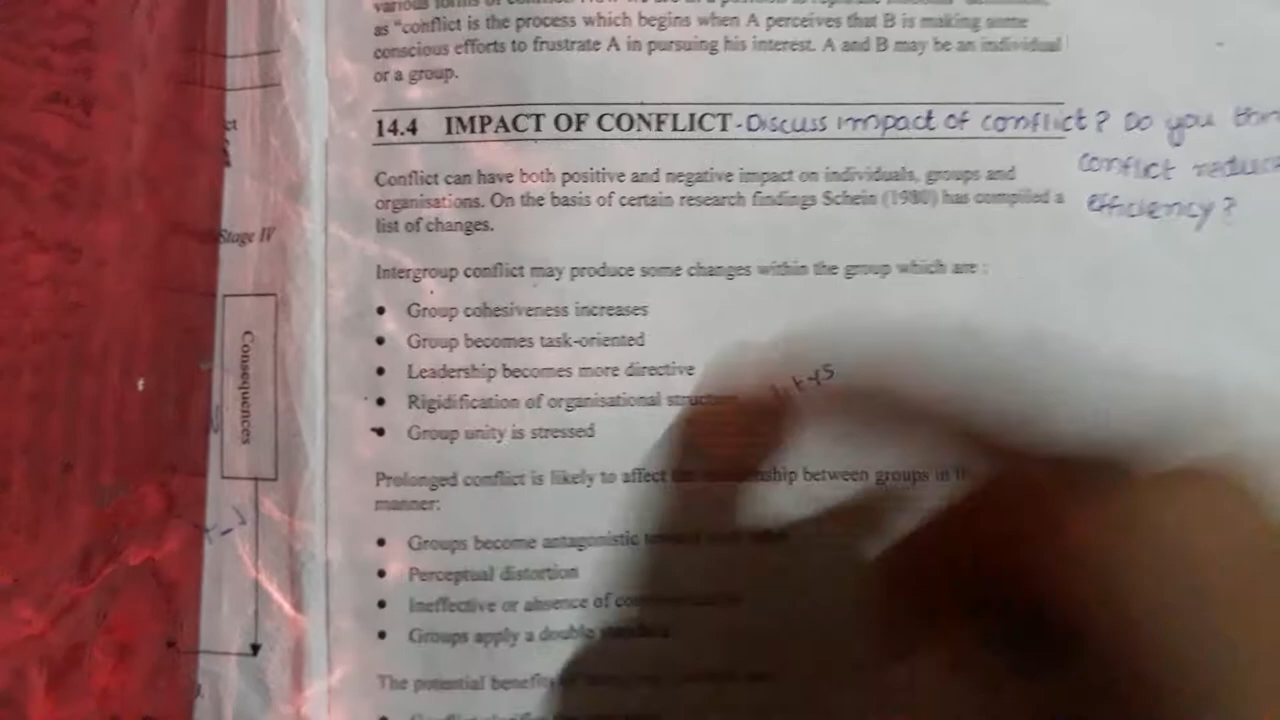 as "conflict is the process which begins when A perceives that B is making some
conscious efforts to frustrate A in pursuing his interest. A and B may be an individual
or a group.
14.4 IMPACT OF CONFLICT - Discuss impact of conflict? Do you
conflict
efficiency?
Conflict can have both positive and negative impact on individuals, groups and
organisations. On the basis of certain research findings Schein (1980) has compiled a
list of changes.
Stage IV
Intergroup conflict may produce some changes within the group which are :
• Group cohesiveness increases
• Group becomes task-oriented
• Leadership becomes more directive
• Rigidification of organisational
• Group unity is stressed
Consequences
Prolonged conflict is likely to affect between groups in
manner:
• Groups become antagonistic
• Perceptual distortion
• Ineffective or absence of
• Groups apply a double
The potential